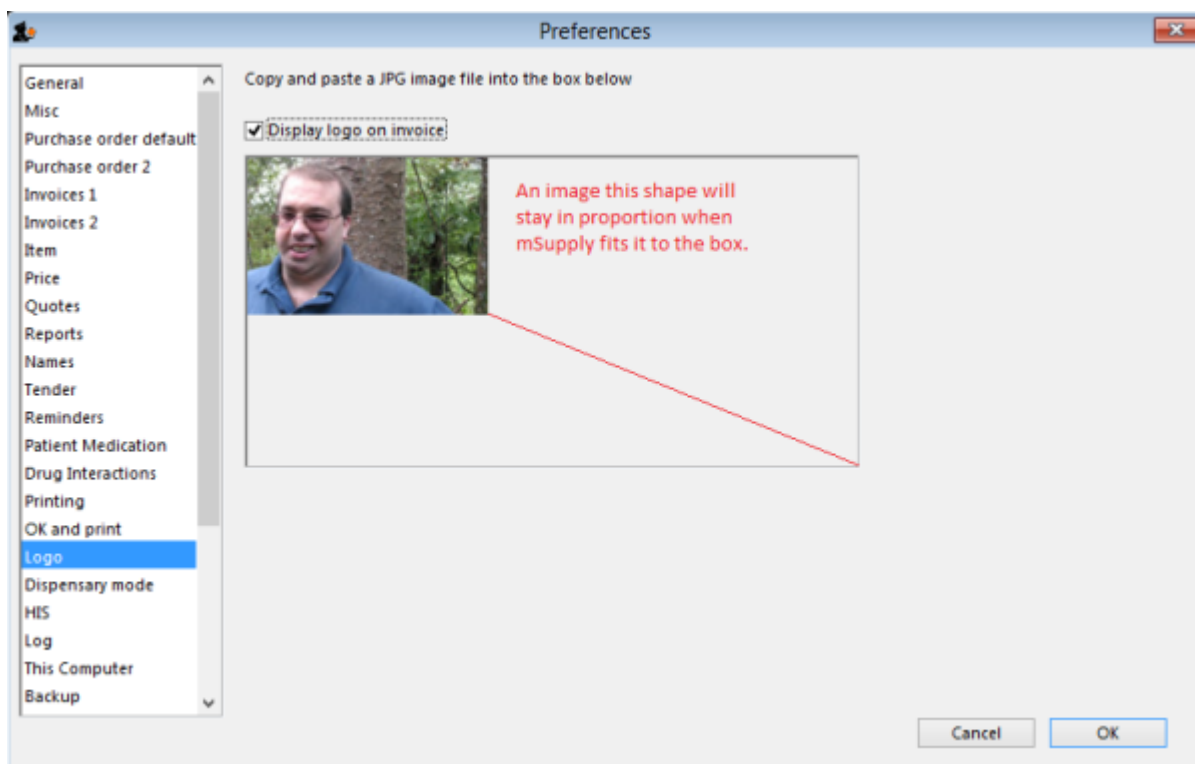 Preferences
General
Misc
Purchase order default
Purchase order 2
Invoices 1
Invoices 2
Item
Price
Quotes
Reports
Names
Tender
Reminders
Patient Medication
Drug Interactions
Printing
OK and print
Logo
Dispensary mode
HIS
Log
This Computer
Backup
Copy and paste a JPG image file into the box below
Display logo on invoice
An image this shape will
stay in proportion when
mSupply fits it to the box.
Cancel
OK